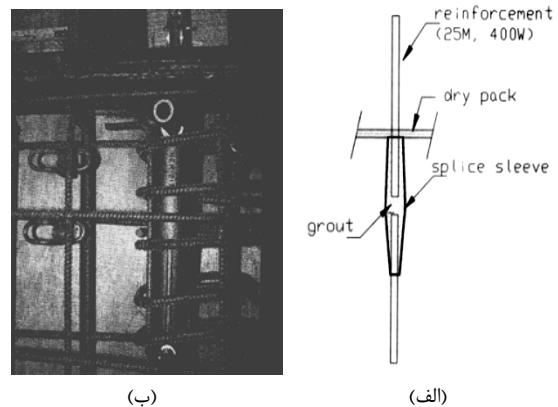 reinforcement
(25M, 400W)
dry pack
splice sleeve
grout
(ب)
(الف)